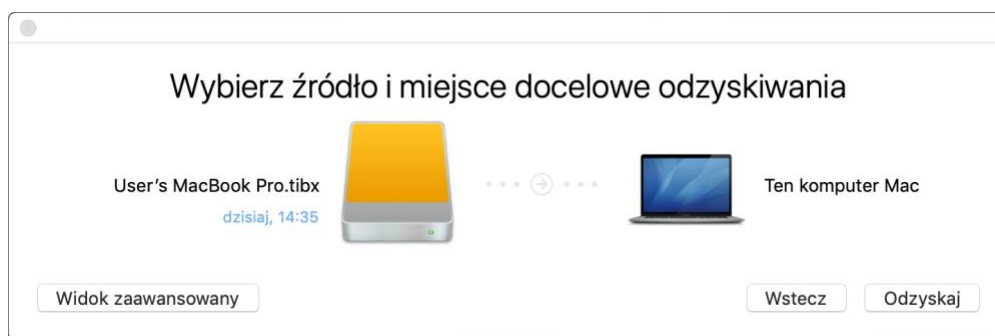 Wybierz źródło i miejsce docelowe odzyskiwania
User’s MacBook Pro.tibx
dzisiaj, 14:35
Ten komputer Mac
Widok zaawansowany
Wstecz
Odzyskaj